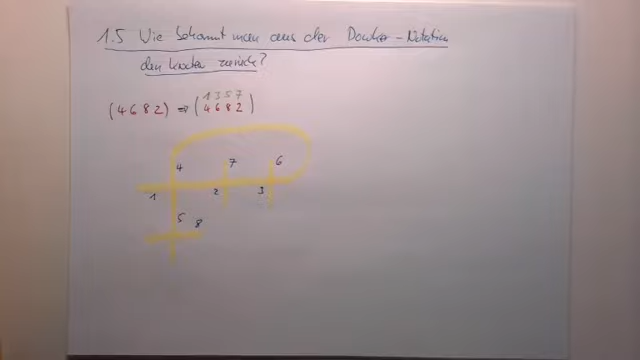 1.5 Wie bekommt man aus der Dowker-Notation
den Knoten zurück?
1 3 5 7
(4 6 8 2) ⇒ (4 6 8 2)
4 7 6
1 2 3
5 8